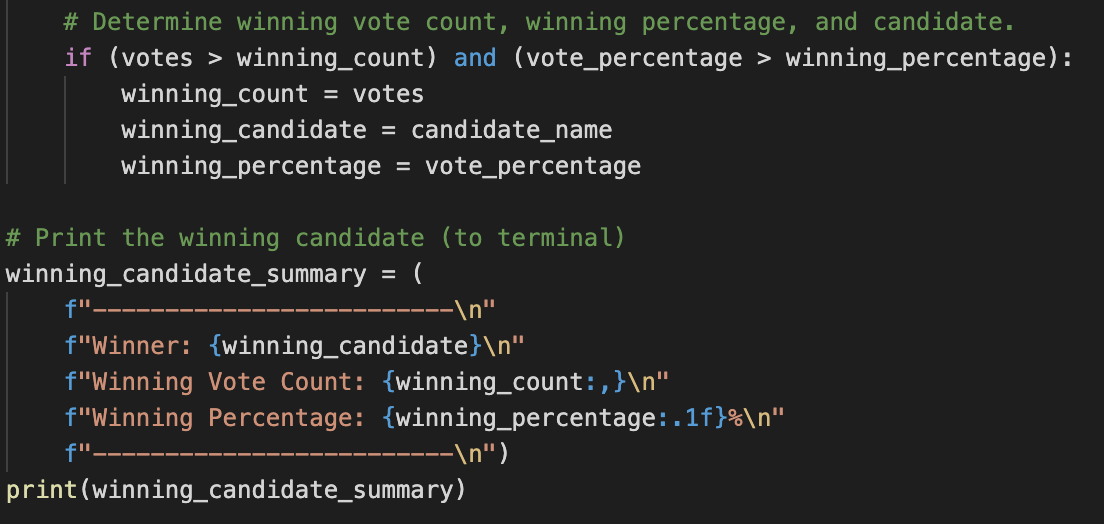 # Determine winning vote count, winning percentage, and candidate.
if (votes > winning_count) and (vote_percentage > winning_percentage):
winning_count = votes
winning_candidate = candidate_name
winning_percentage = vote_percentage
# Print the winning candidate (to terminal)
winning_candidate_summary = (
f"-------------------------\n"
f"Winner: {winning_candidate}\n"
f"Winning Vote Count: {winning_count:,}\n"
f"Winning Percentage: {winning_percentage:.1f}%\n"
f"-------------------------\n")
print(winning_candidate_summary)